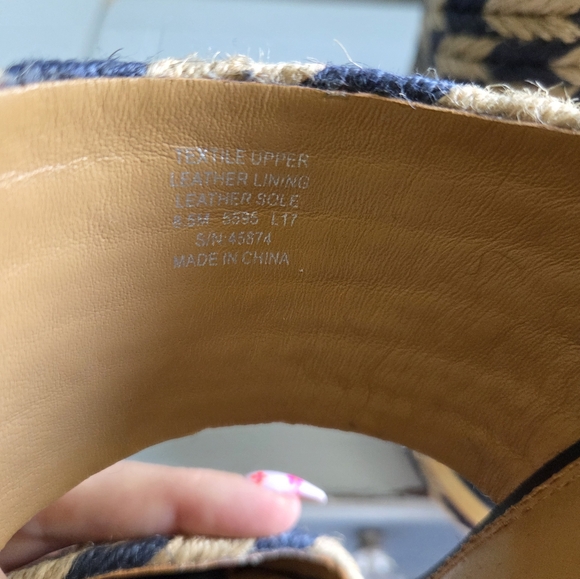 TEXTILE UPPER
LEATHER LINING
LEATHER SOLE
8.5M 5595 L17
S/N 45874
MADE IN CHINA